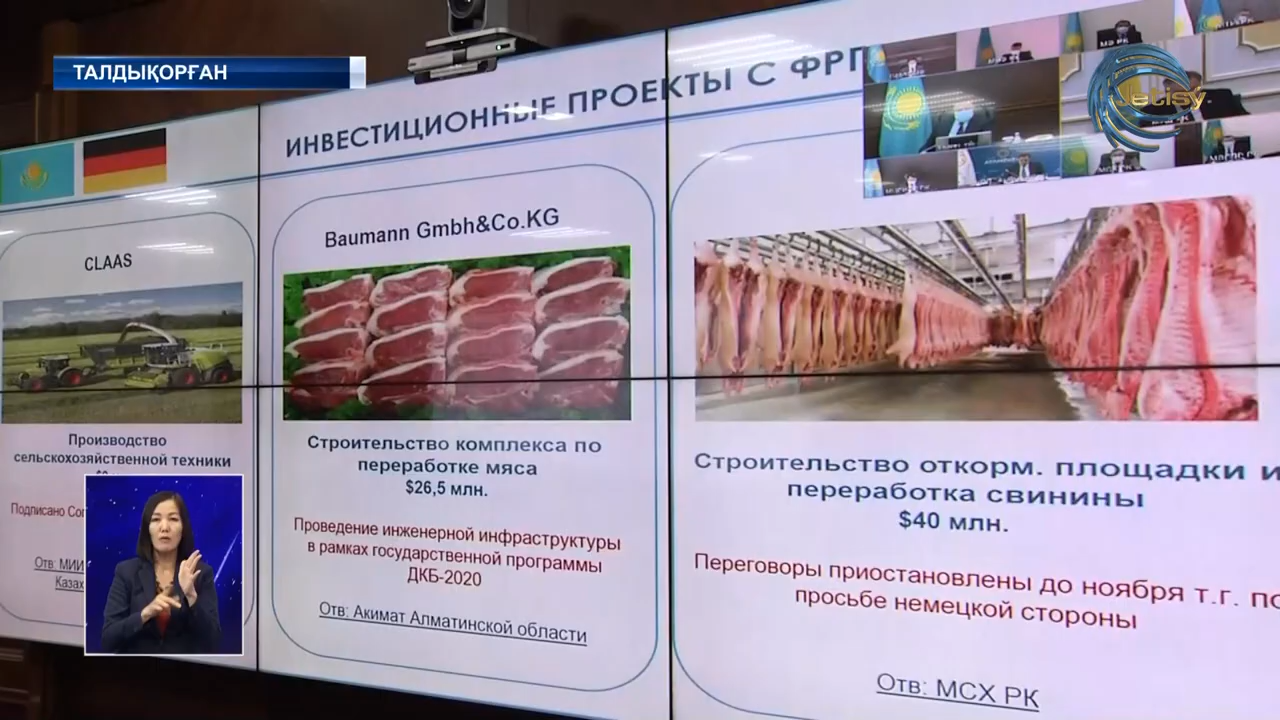 ТАЛДЫҚОРҒАН
Jetisý
ИНВЕСТИЦИОННЫЕ ПРОЕКТЫ С ФРГ
CLAAS
Производство
сельскохозяйственной техники
Подписано
Отв: МИИ
Казах
Baumann Gmbh&Co.KG
Строительство комплекса по
переработке мяса
$26,5 млн.
Проведение инженерной инфраструктуры
в рамках государственной программы
ДКБ-2020
Отв: Акимат Алматинской области
Строительство откорм. площадки и
переработка свинины
$40 млн.
Переговоры приостановлены до ноября т.г. по
просьбе немецкой стороны
Отв: МСХ РК